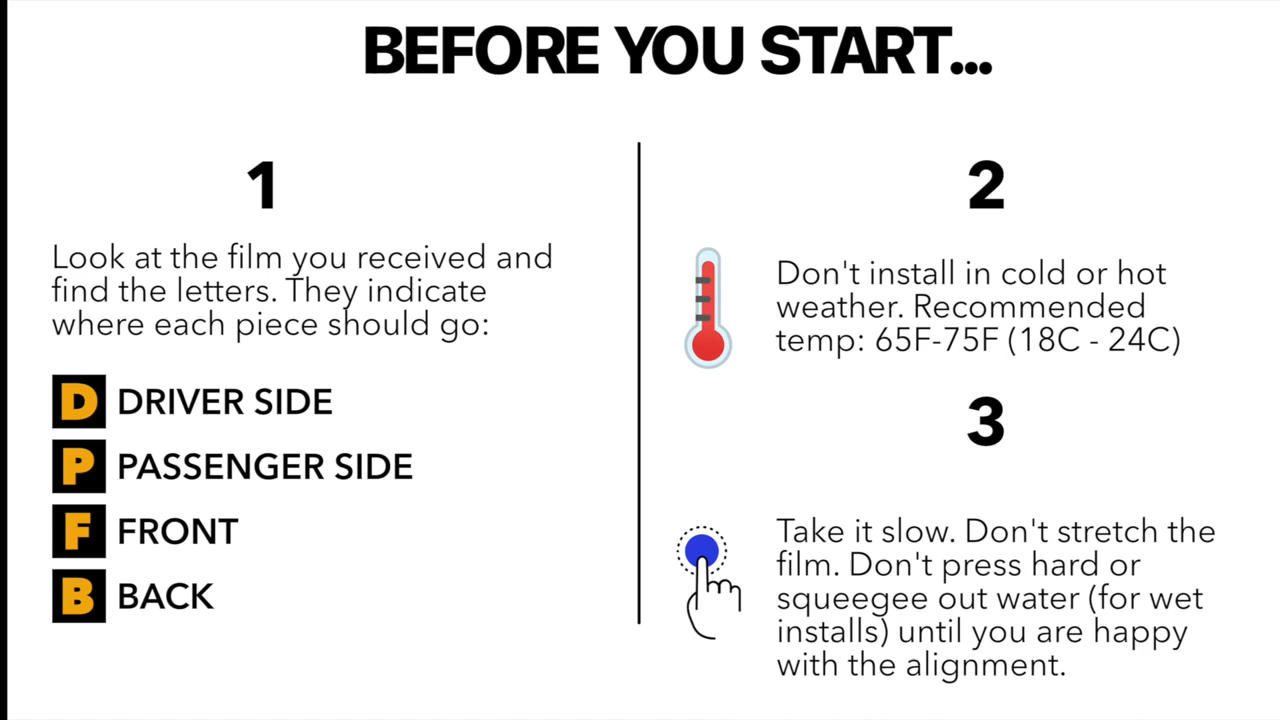 BEFORE YOU START...
1
Look at the film you received and
find the letters. They indicate
where each piece should go:
D DRIVER SIDE
P PASSENGER SIDE
F FRONT
B BACK
2
Don't install in cold or hot
weather. Recommended
temp: 65F-75F (18C - 24C)
3
Take it slow. Don't stretch the
film. Don't press hard or
squeegee out water (for wet
installs) until you are happy
with the alignment.